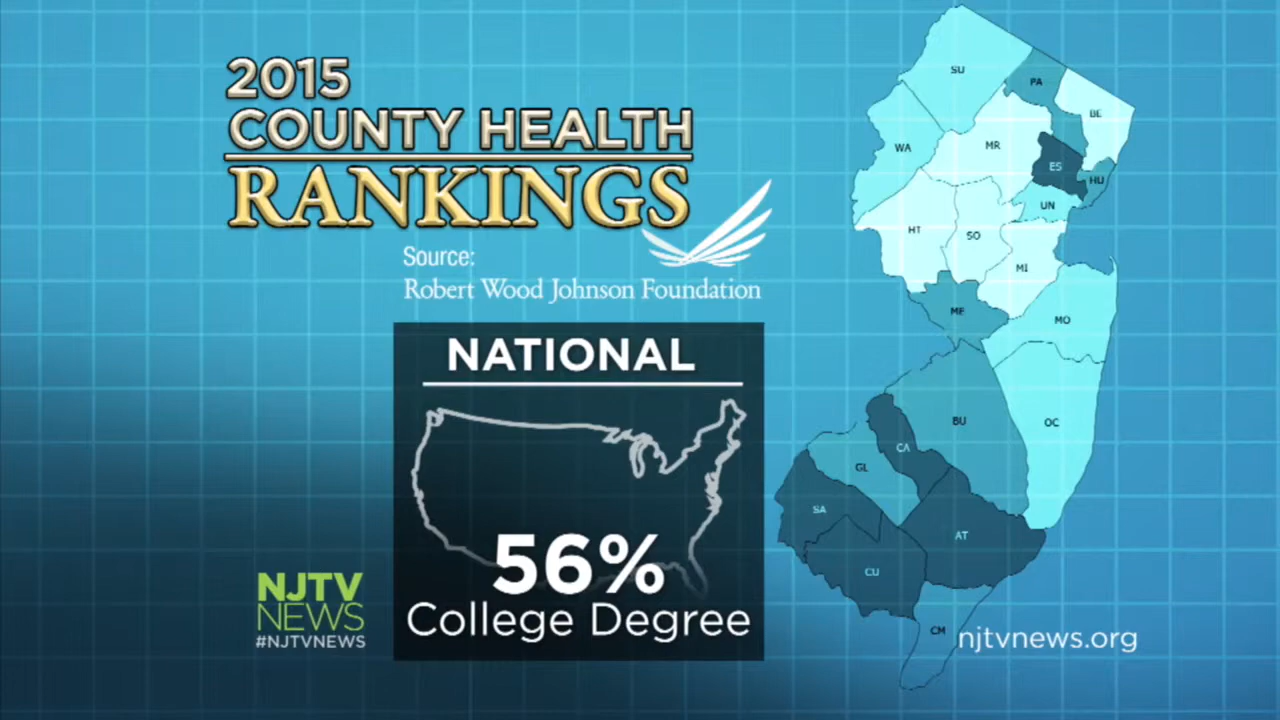 2015
COUNTY HEALTH
RANKINGS
Source:
Robert Wood Johnson Foundation
NATIONAL
56%
College Degree
NJTV
NEWS
#NJTVNEWS
SU
PA
BE
MR
WA
ES
HU
UN
HT
SO
MI
ME
MO
BU
OC
CA
GL
SA
AT
CU
CM
njtvnews.org